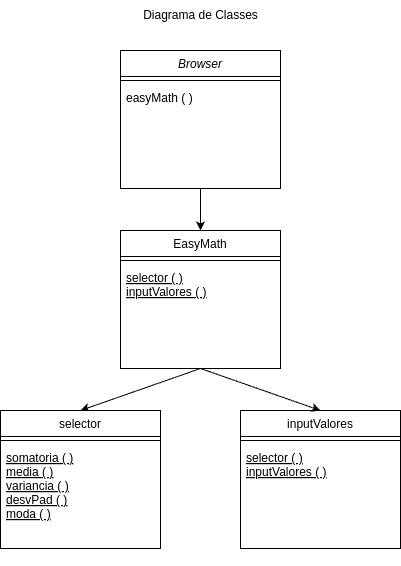 Diagrama de Classes
Browser
easyMath ( )
EasyMath
selector ( )
inputValores ( )
selector
somatoria ( )
media ( )
variancia ( )
desvPad ( )
moda ( )
inputValores
selector ( )
inputValores ( )